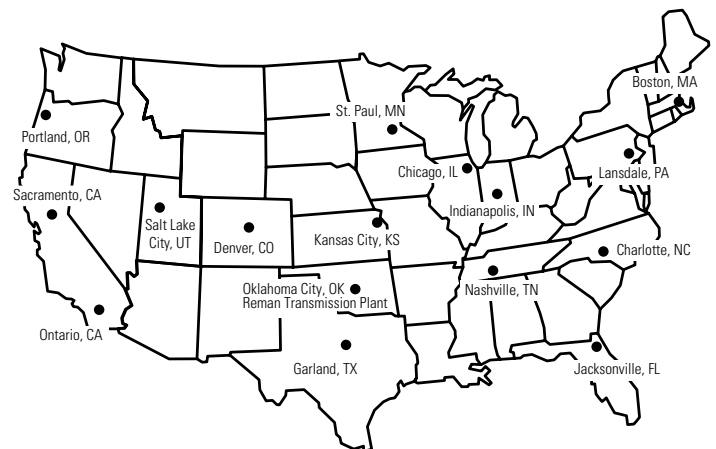 Boston, MA
St. Paul, MN
Portland, OR
Chicago, IL
Lansdale, PA
Sacramento, CA
Indianapolis, IN
Salt Lake
City, UT
Denver, CO
Kansas City, KS
Charlotte, NC
Oklahoma City, OK
Reman Transmission Plant
Nashville, TN
Ontario, CA
Garland, TX
Jacksonville, FL